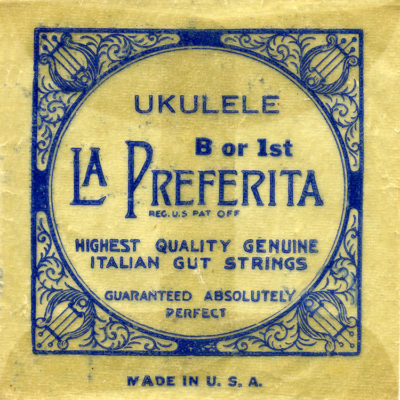 UKULELE
B or 1st
LA PREFERITA
REG. U.S PAT OFF
HIGHEST QUALITY GENUINE
ITALIAN GUT STRINGS
GUARANTEED ABSOLUTELY
PERFECT
MADE IN U. S. A.